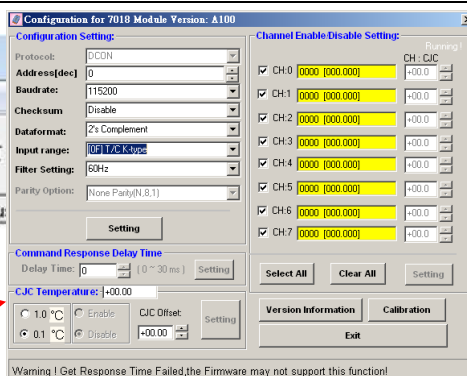 Configuration for 7018 Module Version: A100
Configuration Setting:
Protocol: DCON
Address[dec] 0
Baudrate: 115200
Checksum Disable
Dataformat: 2's Complement
Input range: [0F] T/C K-type
Filter Setting: 60Hz
Parity Option: None Parity(N,8,1)
Setting
Command Response Delay Time
Delay Time: 0 ( 0 ~ 30 ms ) Setting
CJC Temperature: +00.00
1.0 °C Enable CJC Offset:
0.1 °C Disable +00.00 Setting
Channel Enable/Disable Setting:
Running !
CH : CJC
CH:0 0000 [000.000] +00.0
CH:1 0000 [000.000] +00.0
CH:2 0000 [000.000] +00.0
CH:3 0000 [000.000] +00.0
CH:4 0000 [000.000] +00.0
CH:5 0000 [000.000] +00.0
CH:6 0000 [000.000] +00.0
CH:7 0000 [000.000] +00.0
Select All Clear All Setting
Version Information Calibration
Exit
Warning ! Get Response Time Failed,the Firmware may not support this function!